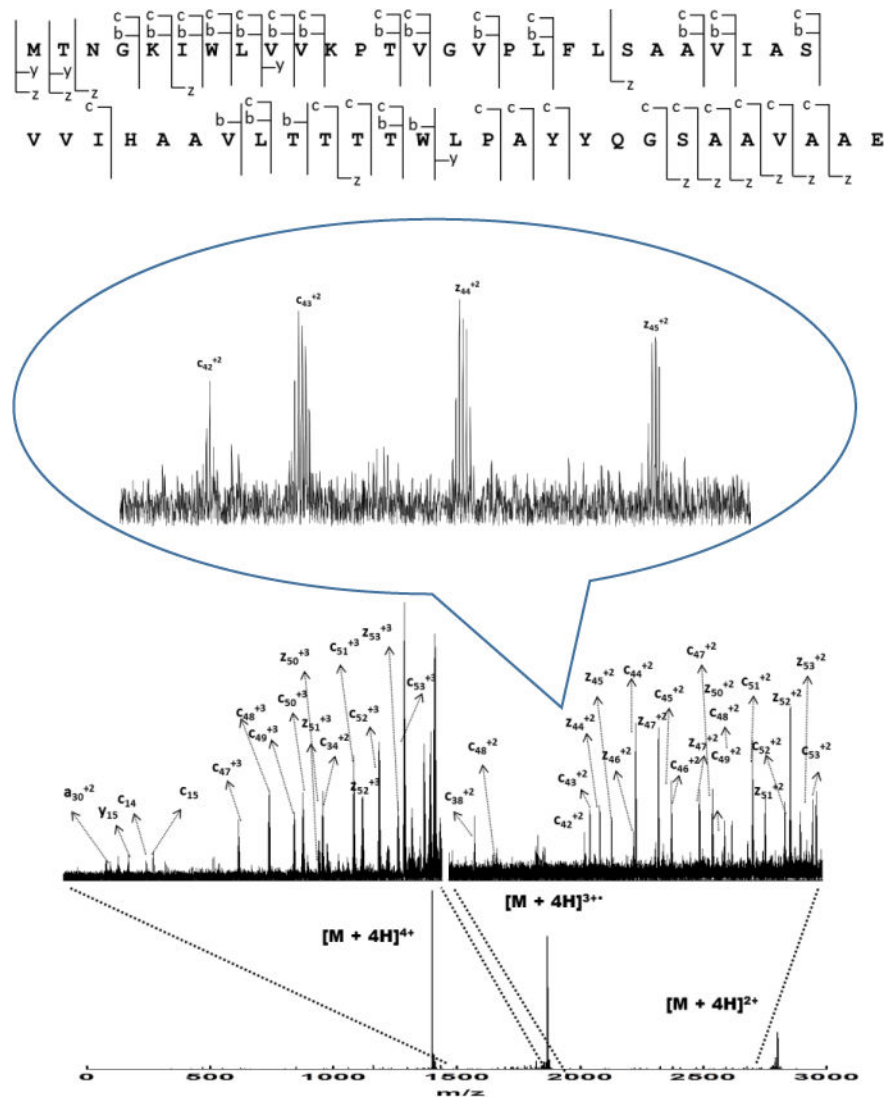 c c c c c c c c c c c c c
b b b b b b b b b b b b
M T N G K I W L V V K P T V G V P L F L S A A V I A S
y y y
z z z z z
c c c c c c c c c c c c c c
b b b b b
V V I H A A V L T T T T W L P A Y Y Q G S A A V A A E
y
z z z z z z z
c₄₂⁺² c₄₃⁺² z₄₄⁺² z₄₅⁺²
a₃₀⁺² y₁₅ c₁₄ c₁₅ c₄₇⁺³ c₄₈⁺³ c₄₉⁺³ c₅₀⁺³ z₅₀⁺³ z₅₁⁺³ c₃₄⁺² c₅₁⁺³ c₅₂⁺³ z₅₂⁺³ z₅₃⁺³ c₅₃⁺³
c₃₈⁺² c₄₈⁺² c₄₂⁺² c₄₃⁺² z₄₄⁺² z₄₅⁺² z₄₆⁺² c₄₄⁺² z₄₇⁺² c₄₅⁺² c₄₆⁺² z₄₇⁺² c₄₇⁺² z₅₀⁺² c₄₈⁺² c₄₉⁺² c₅₁⁺² c₅₂⁺² z₅₁⁺² z₅₂⁺² z₅₃⁺² c₅₃⁺²
[M + 4H]⁴⁺
[M + 4H]³⁺•
[M + 4H]²⁺
0 500 1000 1500 2000 2500 3000
m/z